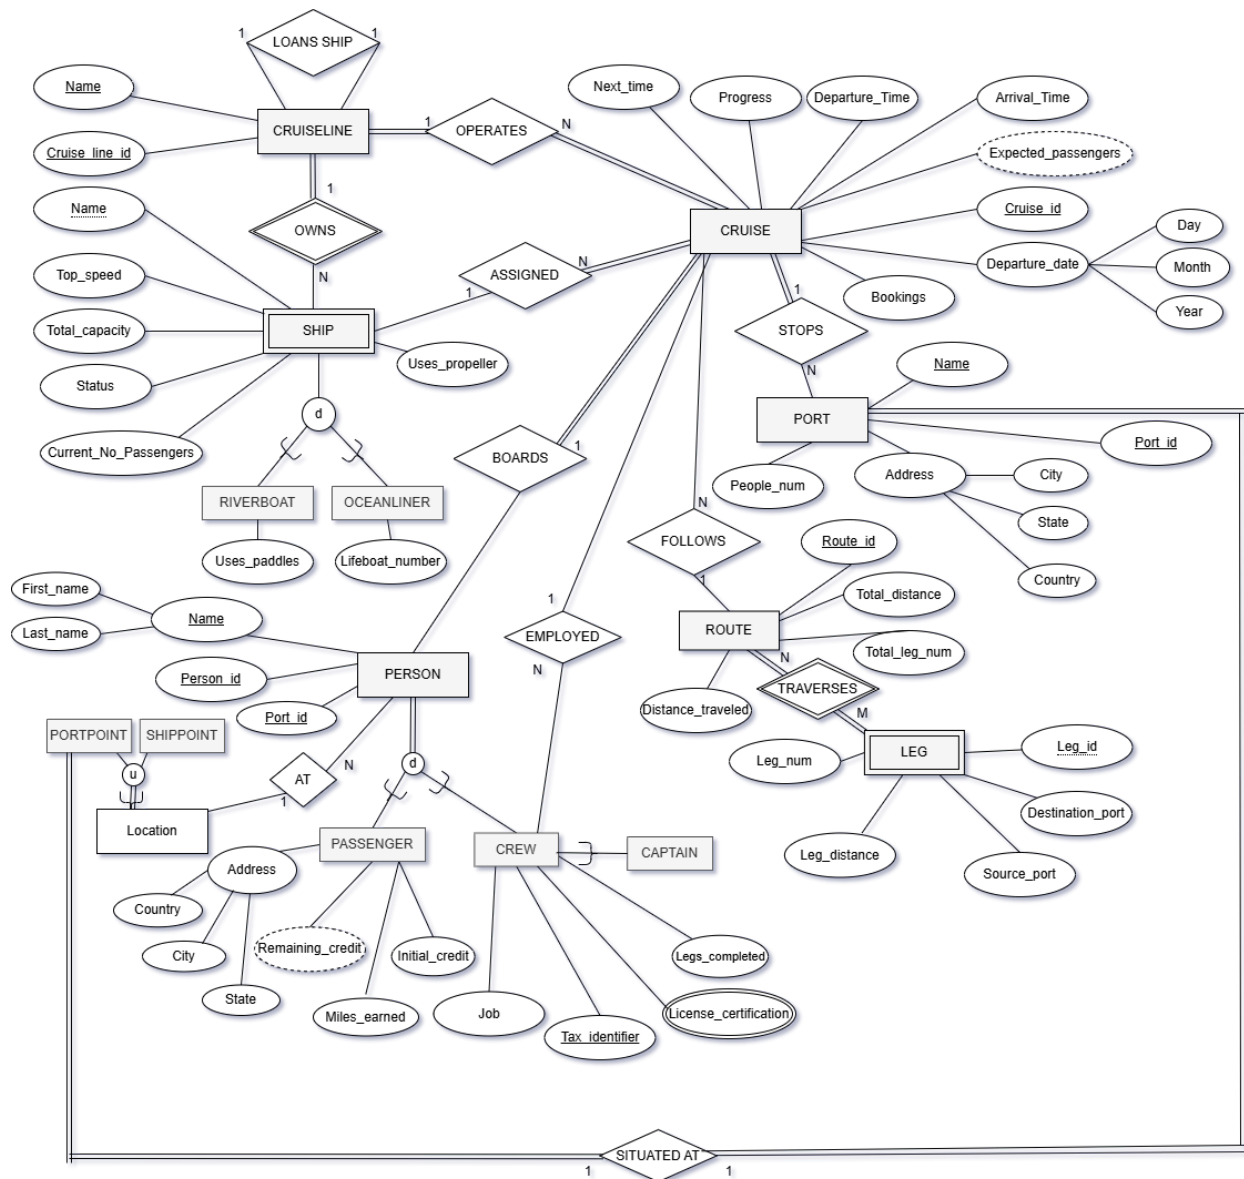 1
LOANS SHIP
1
Name
CRUISELINE
1
OPERATES
N
Next_time
Progress
Departure_Time
Arrival_Time
Expected_passengers
Cruise_line_id
1
Name
OWNS
N
CRUISE
Cruise_id
Departure_date
Day
Month
Year
Bookings
Top_speed
ASSIGNED
N
1
1
STOPS
N
Total_capacity
SHIP
Uses_propeller
Status
d
Current_No_Passengers
Name
PORT
Port_id
BOARDS
1
People_num
Address
City
State
Country
RIVERBOAT
OCEANLINER
Uses_paddles
Lifeboat_number
N
FOLLOWS
1
Route_id
Total_distance
Total_leg_num
First_name
Last_name
Name
1
EMPLOYED
N
ROUTE
N
TRAVERSES
M
Distance_traveled
Person_id
PERSON
Port_id
PORTPOINT
SHIPPOINT
u
AT
N
1
d
Location
Leg_num
LEG
Leg_id
Destination_port
Leg_distance
Source_port
PASSENGER
CREW
CAPTAIN
Address
Country
City
State
Remaining_credit
Initial_credit
Miles_earned
Job
Tax_identifier
Legs_completed
License_certification
SITUATED AT
1
1